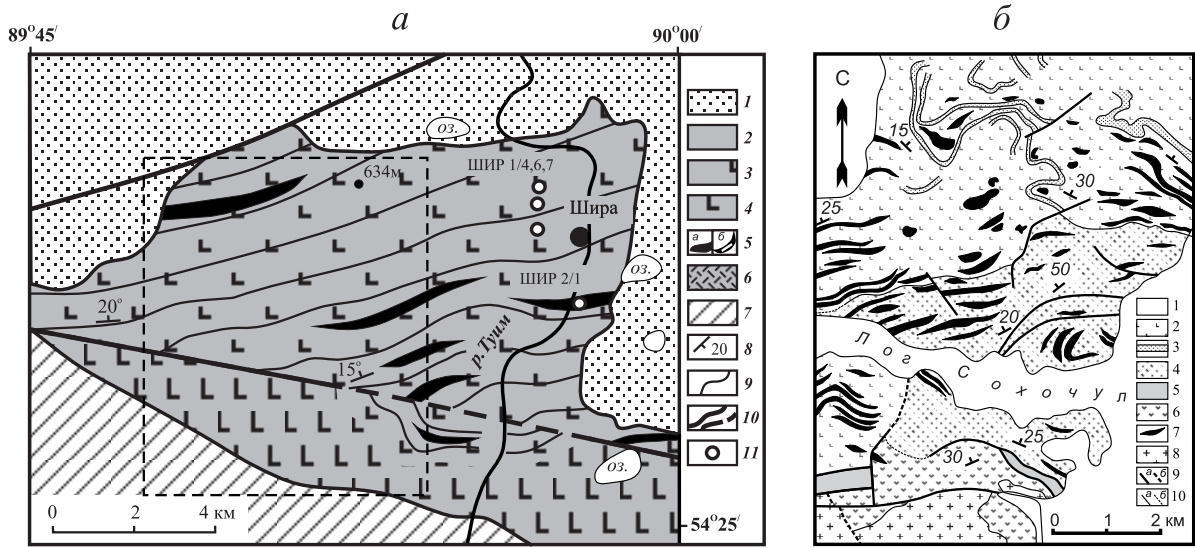 а
89°45′
90°00′
оз.
634м
ШИР 1/4,6,7
Шира
оз.
ШИР 2/1
20°
15°
р.Туим
оз.
0 2 4 км
54°25′
1
2
3
4
а б 5
6
7
20 8
9
10
11
б
С
15
30
25
50
20
Лог Сохочул
25
30
1
2
3
4
5
6
7
8
а б 9
а б 10
0 1 2 км